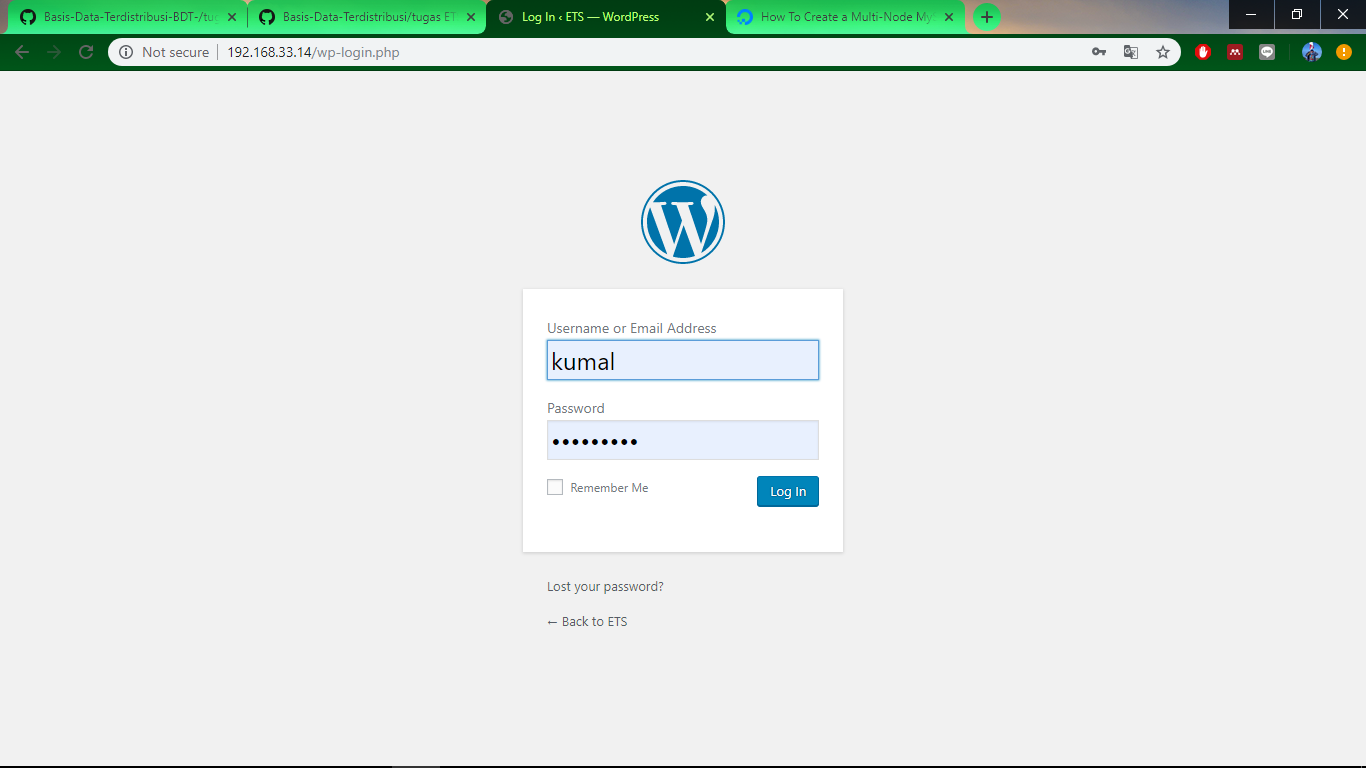 Basis-Data-Terdistribusi-BDT-/tug
Basis-Data-Terdistribusi/tugas ET
Log In ‹ ETS — WordPress
How To Create a Multi-Node My
Not secure
192.168.33.14/wp-login.php
Username or Email Address
kumal
Password
•••••••••
Remember Me
Log In
Lost your password?
← Back to ETS